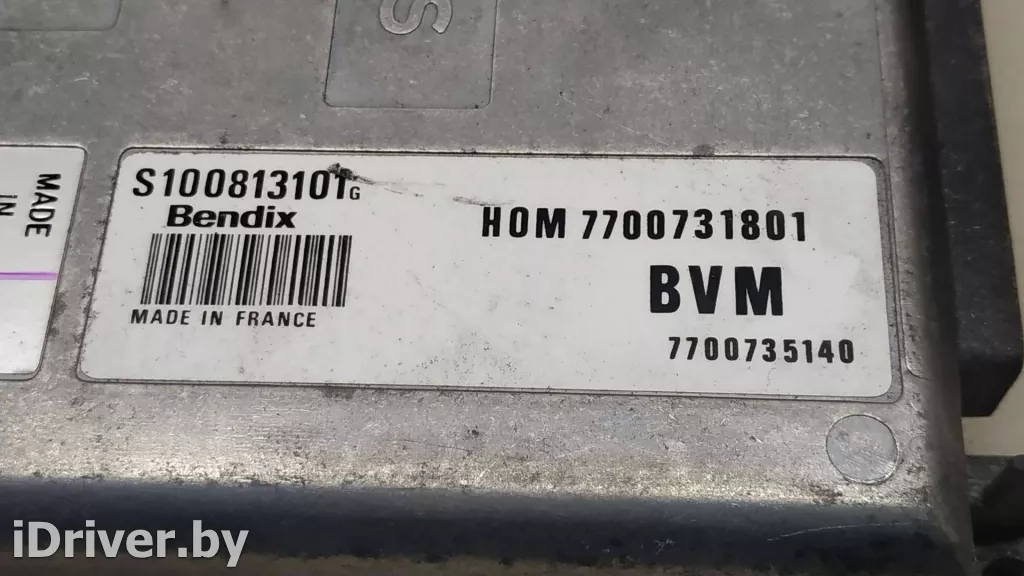 S
MADE
IN
S100813101G
Bendix
MADE IN FRANCE
HOM 7700731801
BVM
7700735140
iDriver.by